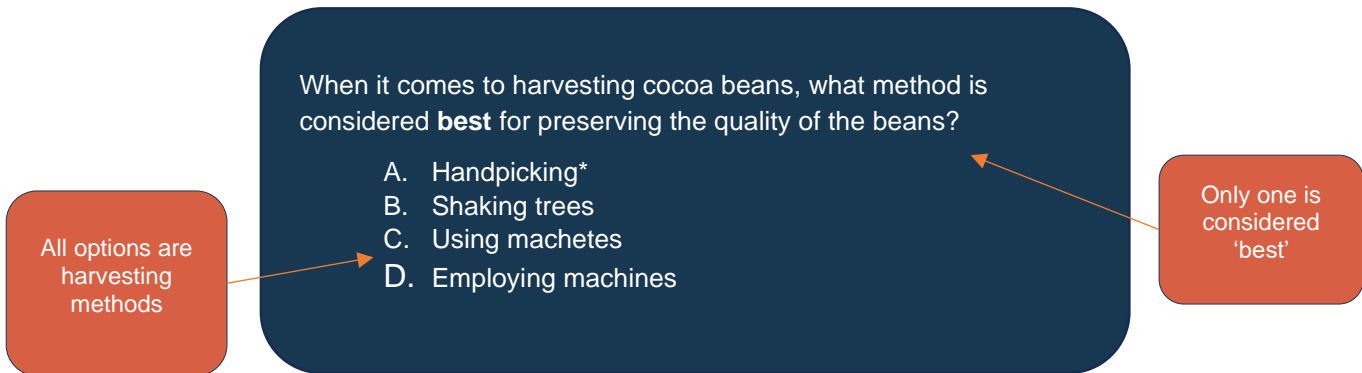 When it comes to harvesting cocoa beans, what method is
considered best for preserving the quality of the beans?
A. Handpicking*
B. Shaking trees
C. Using machetes
D. Employing machines
All options are
harvesting
methods
Only one is
considered
‘best’